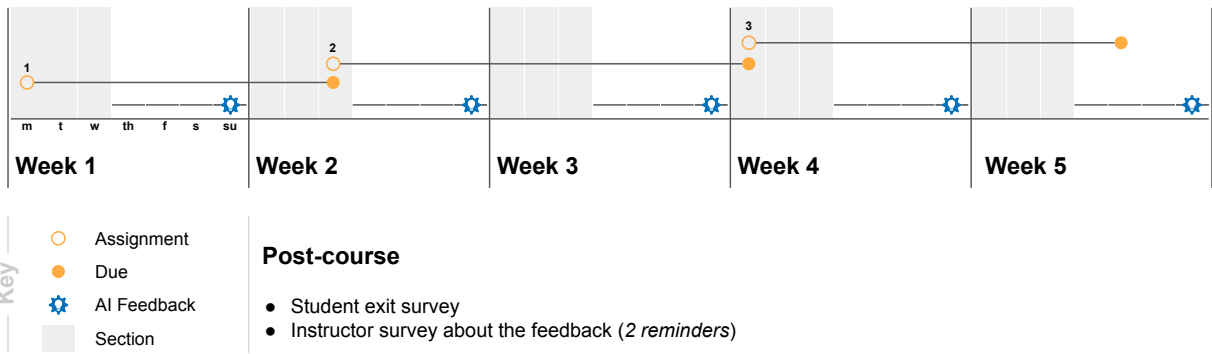 1
2
3
m t w th f s su
Week 1
Week 2
Week 3
Week 4
Week 5
Key
Assignment
Due
AI Feedback
Section
Post-course
● Student exit survey
● Instructor survey about the feedback (2 reminders)